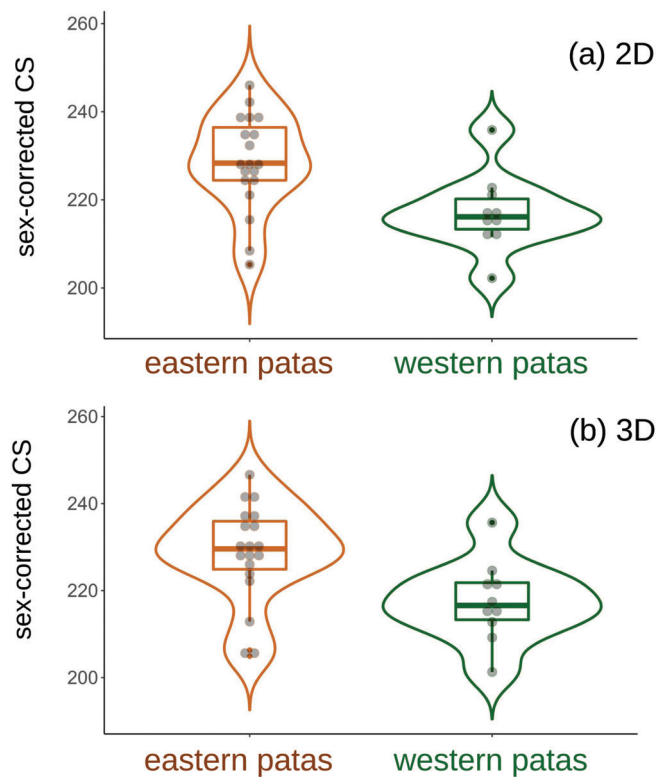 (a) 2D
sex-corrected CS
260
240
220
200
eastern patas western patas
(b) 3D
sex-corrected CS
260
240
220
200
eastern patas western patas